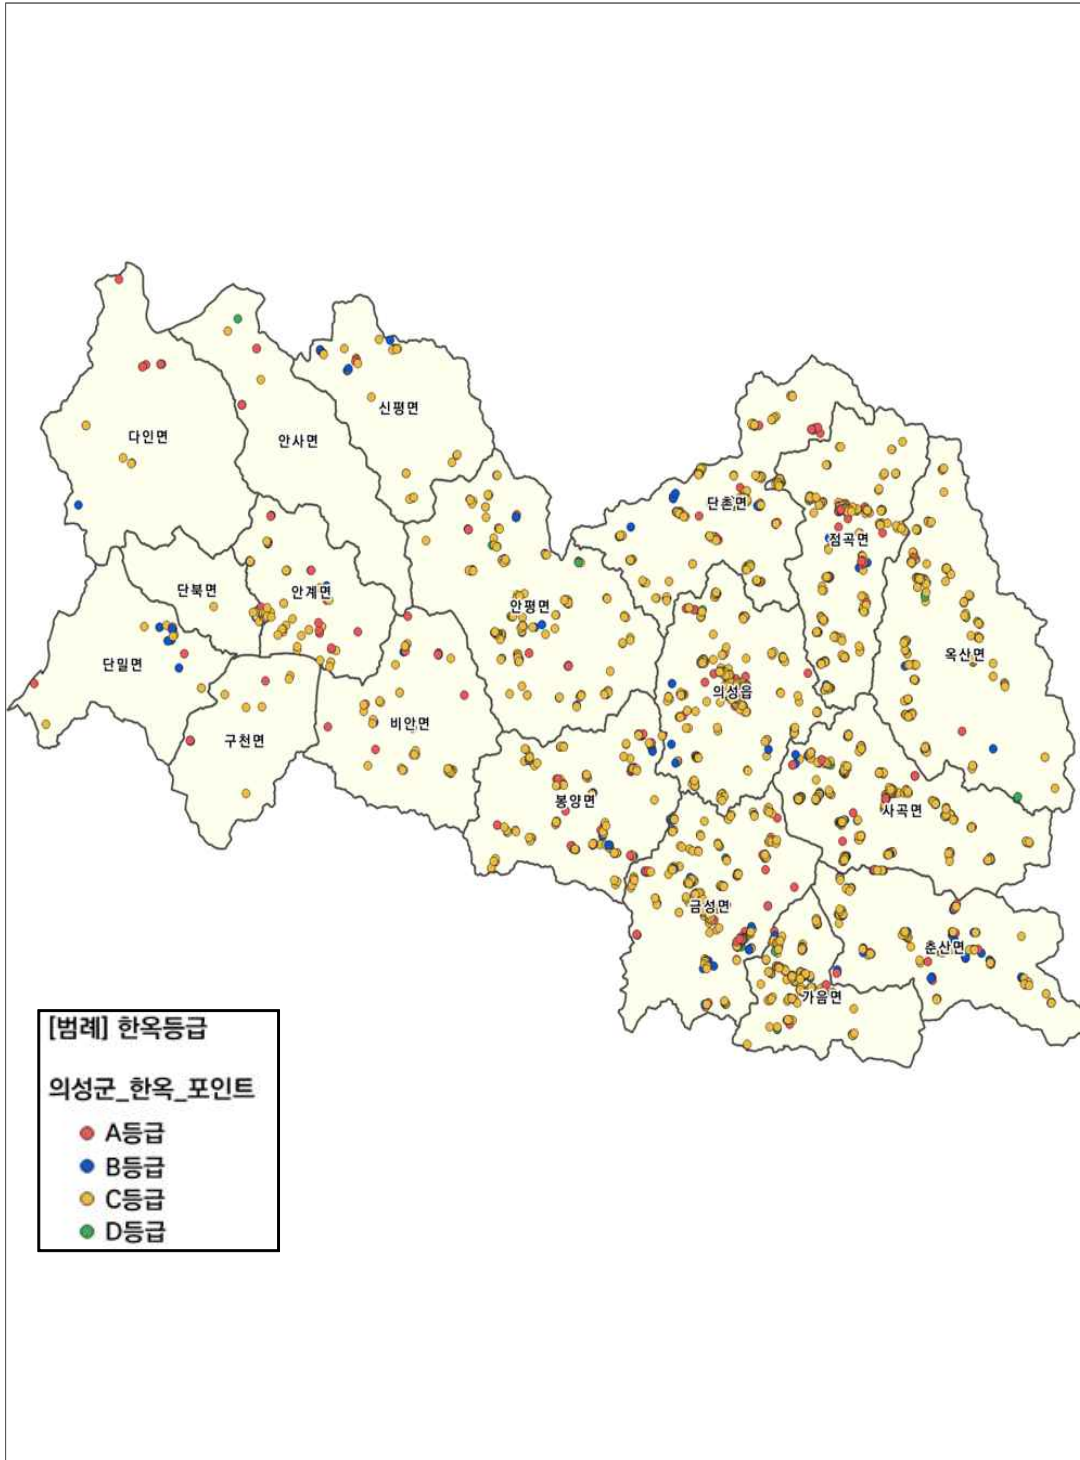 신평면
다인면
안사면
단촌면
점곡면
단북면
안계면
안평면
옥산면
단밀면
의성읍
비안면
구천면
봉양면
사곡면
금성면
춘산면
가음면
[범례] 한옥등급
의성군_한옥_포인트
A등급
B등급
C등급
D등급